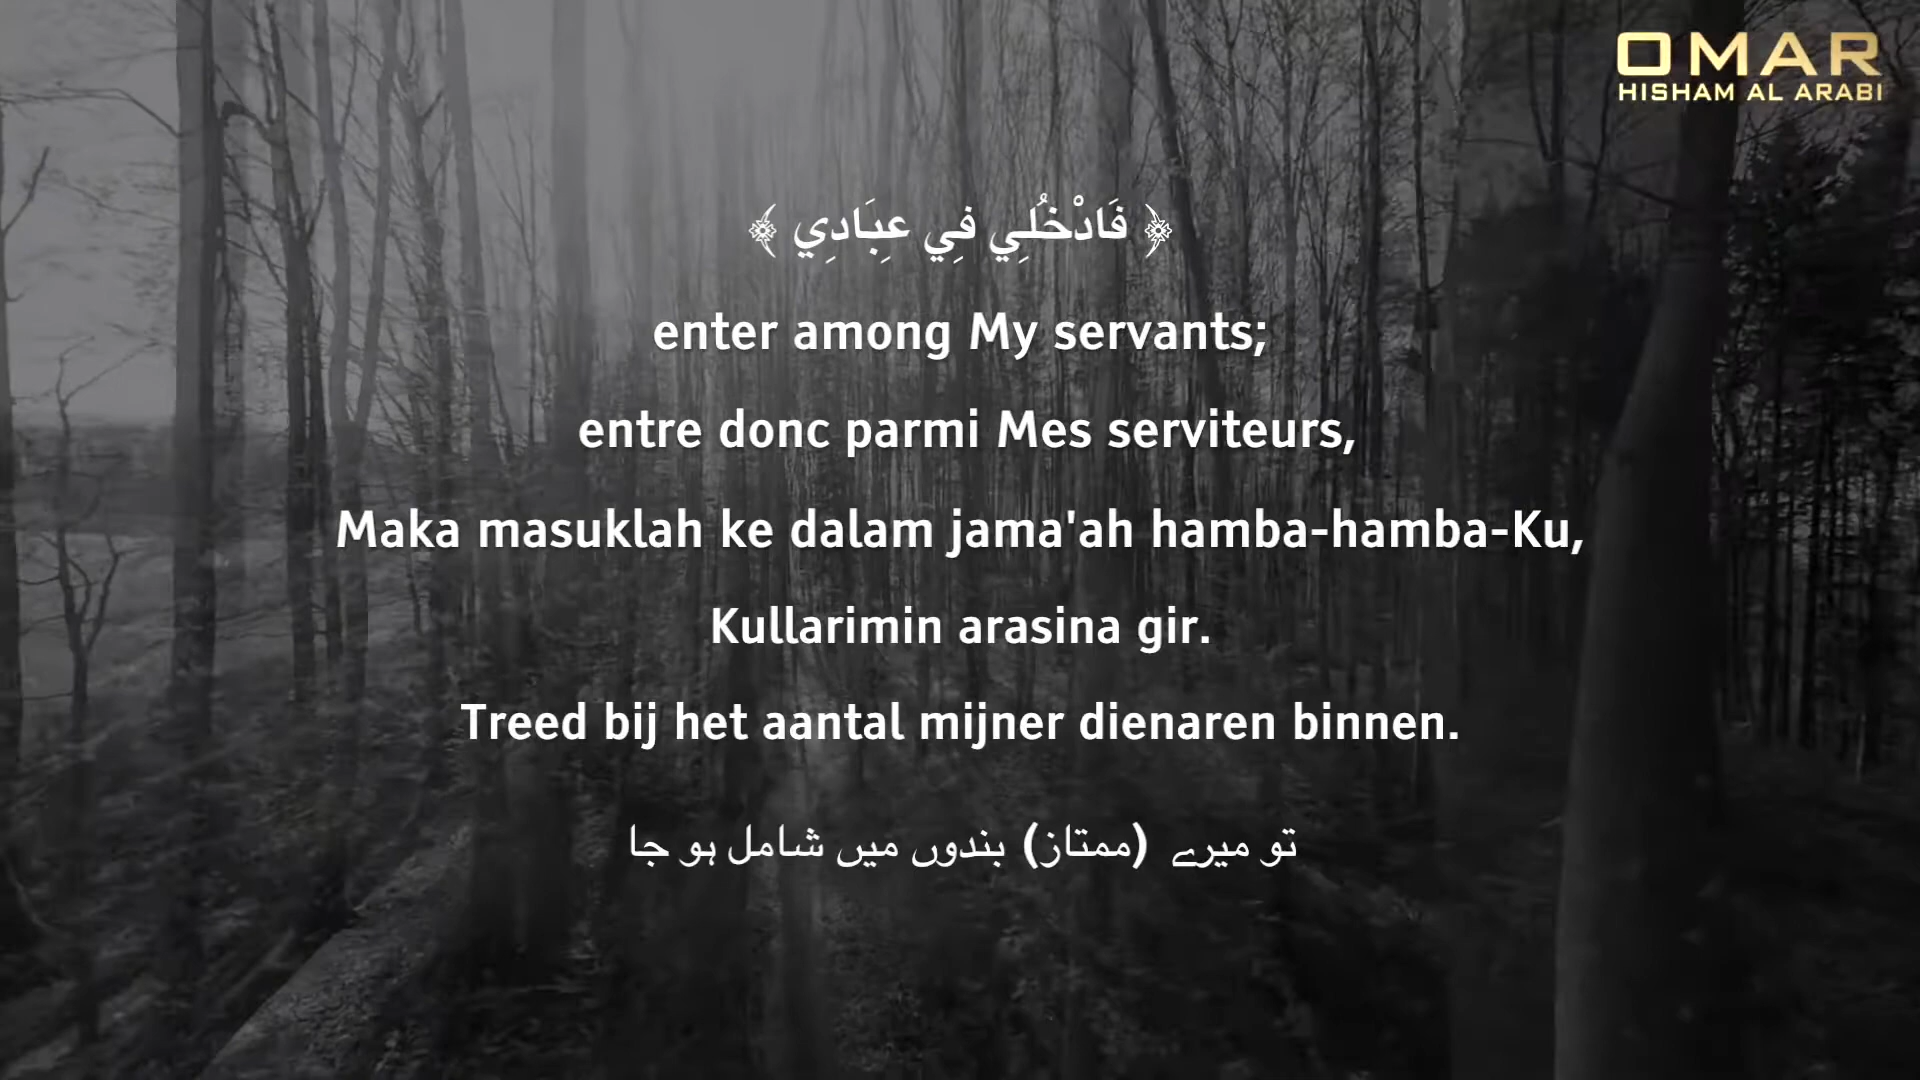 OMAR
HISHAM AL ARABI
﴿ فَادْخُلِي فِي عِبَادِي ﴾
enter among My servants;
entre donc parmi Mes serviteurs,
Maka masuklah ke dalam jama'ah hamba-hamba-Ku,
Kullarimin arasina gir.
Treed bij het aantal mijner dienaren binnen.
تو میرے (ممتاز) بندوں میں شامل ہو جا